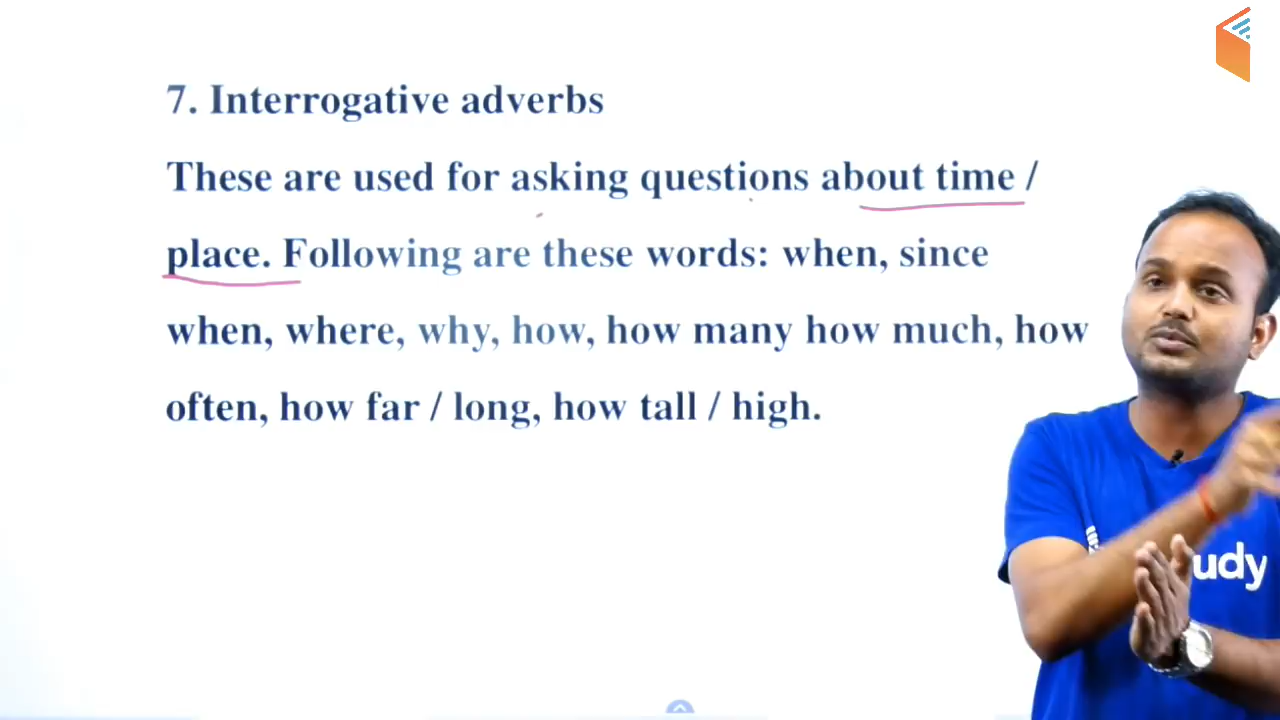 7. Interrogative adverbs
These are used for asking questions about time /
place. Following are these words: when, since
when, where, why, how, how many how much, how
often, how far / long, how tall / high.
udy